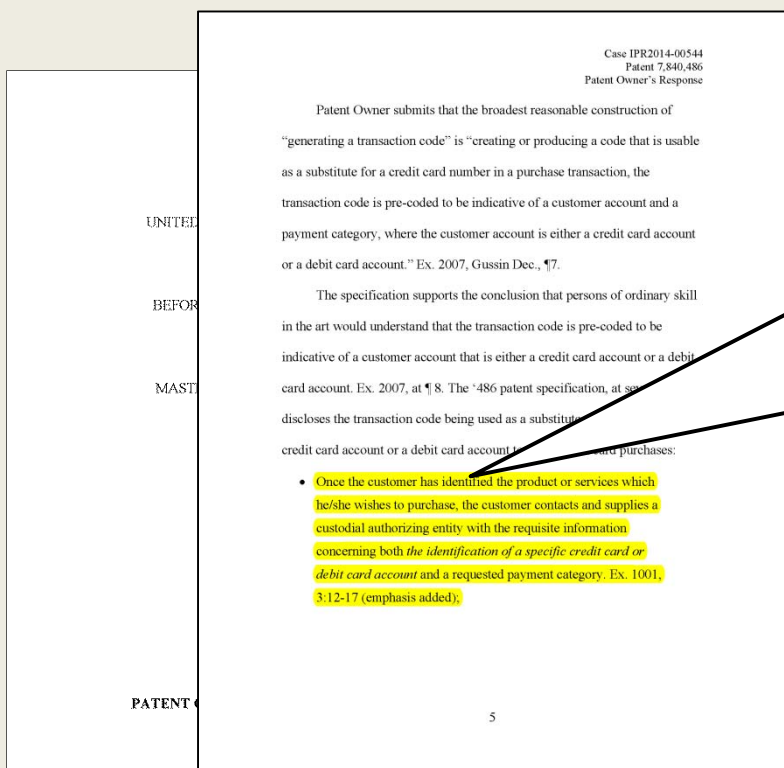 Case IPR2014-00544
Patent 7,840,486
Patent Owner's Response
Patent Owner submits that the broadest reasonable construction of
“generating a transaction code” is “creating or producing a code that is usable
as a substitute for a credit card number in a purchase transaction, the
transaction code is pre-coded to be indicative of a customer account and a
payment category, where the customer account is either a credit card account
or a debit card account.” Ex. 2007, Gussin Dec., ¶7.
The specification supports the conclusion that persons of ordinary skill
in the art would understand that the transaction code is pre-coded to be
indicative of a customer account that is either a credit card account or a debit
card account. Ex. 2007, at ¶ 8. The ‘486 patent specification, at
discloses the transaction code being used as a substitute
credit card account or a debit card account purchases:
• Once the customer has identified the product or services which
he/she wishes to purchase, the customer contacts and supplies a
custodial authorizing entity with the requisite information
concerning both the identification of a specific credit card or
debit card account and a requested payment category. Ex. 1001,
3:12-17 (emphasis added);
5
UNITED
BEFOR
MAST
PATENT